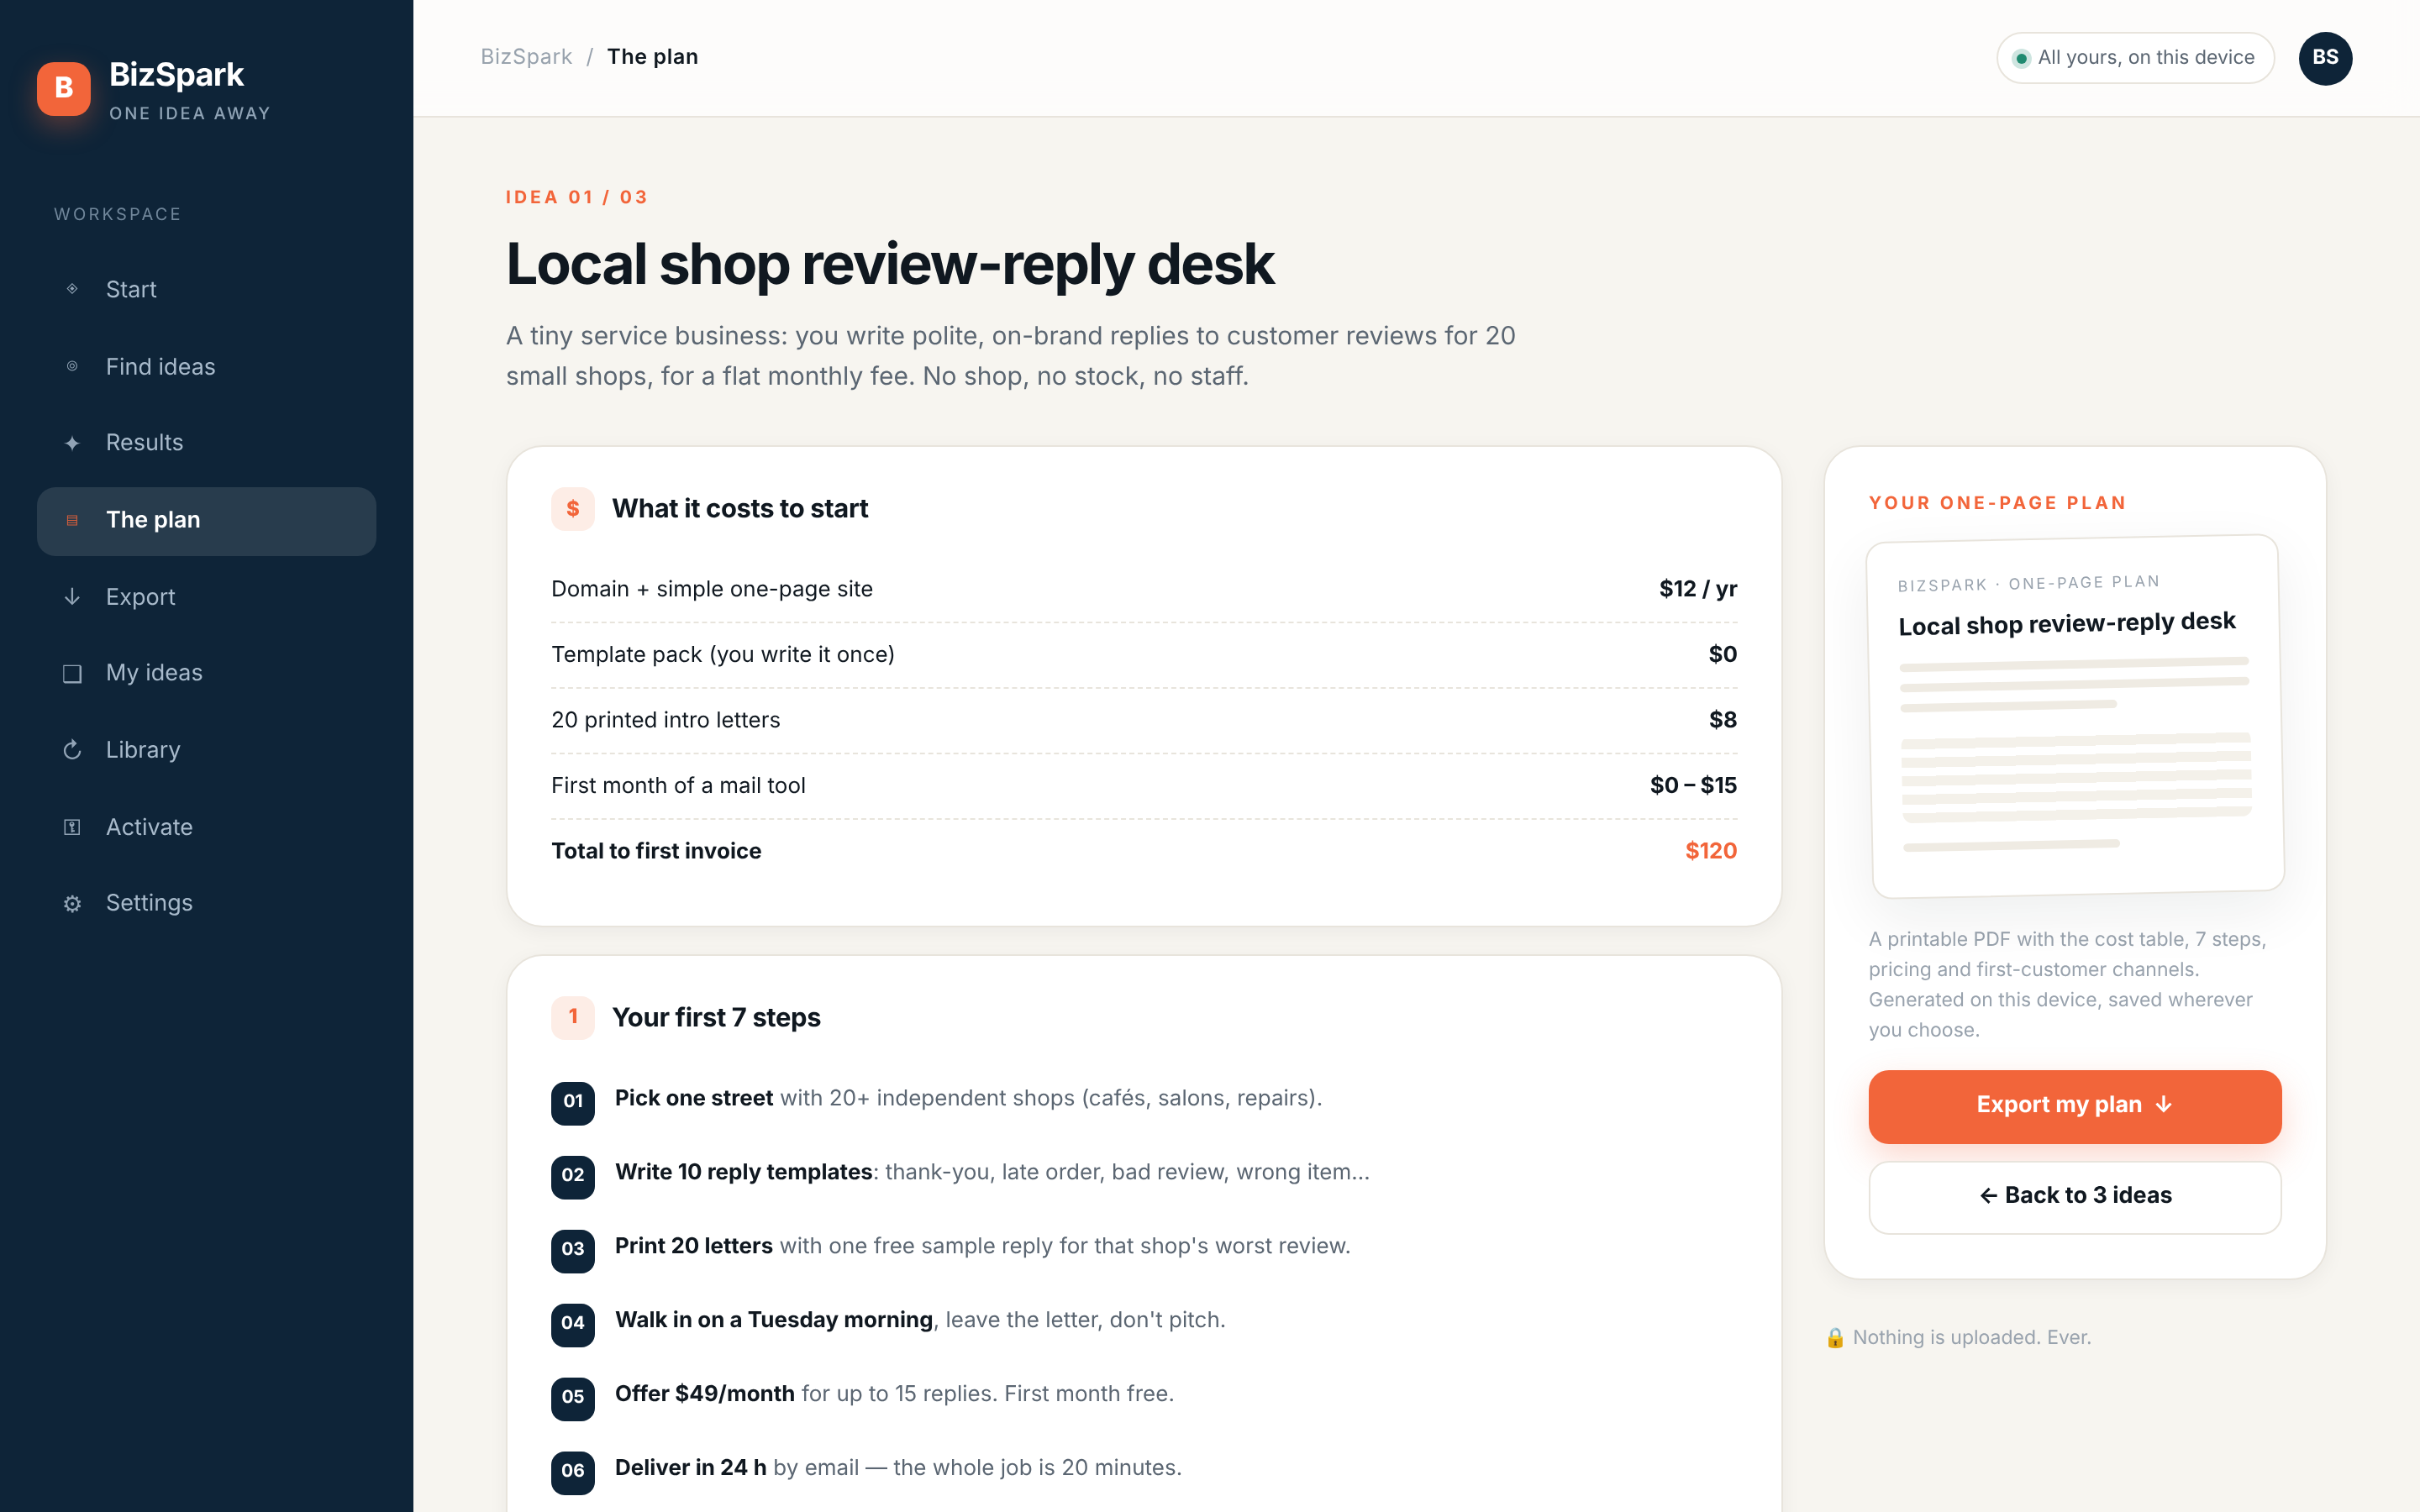 B
BizSpark
ONE IDEA AWAY
WORKSPACE
Start
Find ideas
Results
The plan
Export
My ideas
Library
Activate
Settings
BizSpark / The plan
All yours, on this device
BS
IDEA 01 / 03
Local shop review-reply desk
A tiny service business: you write polite, on-brand replies to customer reviews for 20
small shops, for a flat monthly fee. No shop, no stock, no staff.
$ What it costs to start
Domain + simple one-page site $12 / yr
Template pack (you write it once) $0
20 printed intro letters $8
First month of a mail tool $0 – $15
Total to first invoice $120
1 Your first 7 steps
01 Pick one street with 20+ independent shops (cafés, salons, repairs).
02 Write 10 reply templates: thank-you, late order, bad review, wrong item…
03 Print 20 letters with one free sample reply for that shop's worst review.
04 Walk in on a Tuesday morning, leave the letter, don't pitch.
05 Offer $49/month for up to 15 replies. First month free.
06 Deliver in 24 h by email — the whole job is 20 minutes.
YOUR ONE-PAGE PLAN
BIZSPARK · ONE-PAGE PLAN
Local shop review-reply desk
A printable PDF with the cost table, 7 steps,
pricing and first-customer channels.
Generated on this device, saved wherever
you choose.
Export my plan ↓
← Back to 3 ideas
🔒 Nothing is uploaded. Ever.